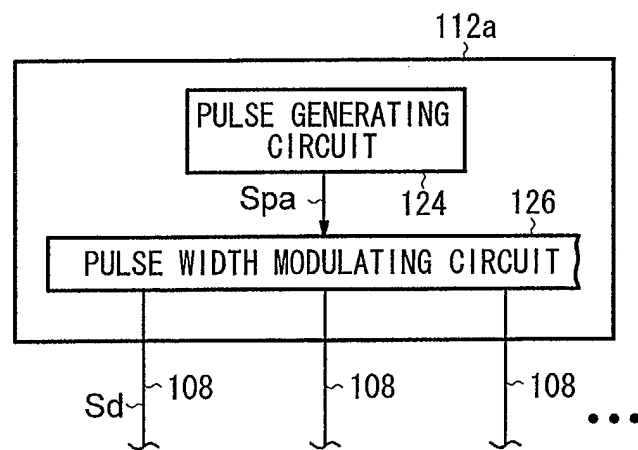 112a
PULSE GENERATING
CIRCUIT
Spa
124
126
PULSE WIDTH MODULATING CIRCUIT
Sd
108
108
108
•••